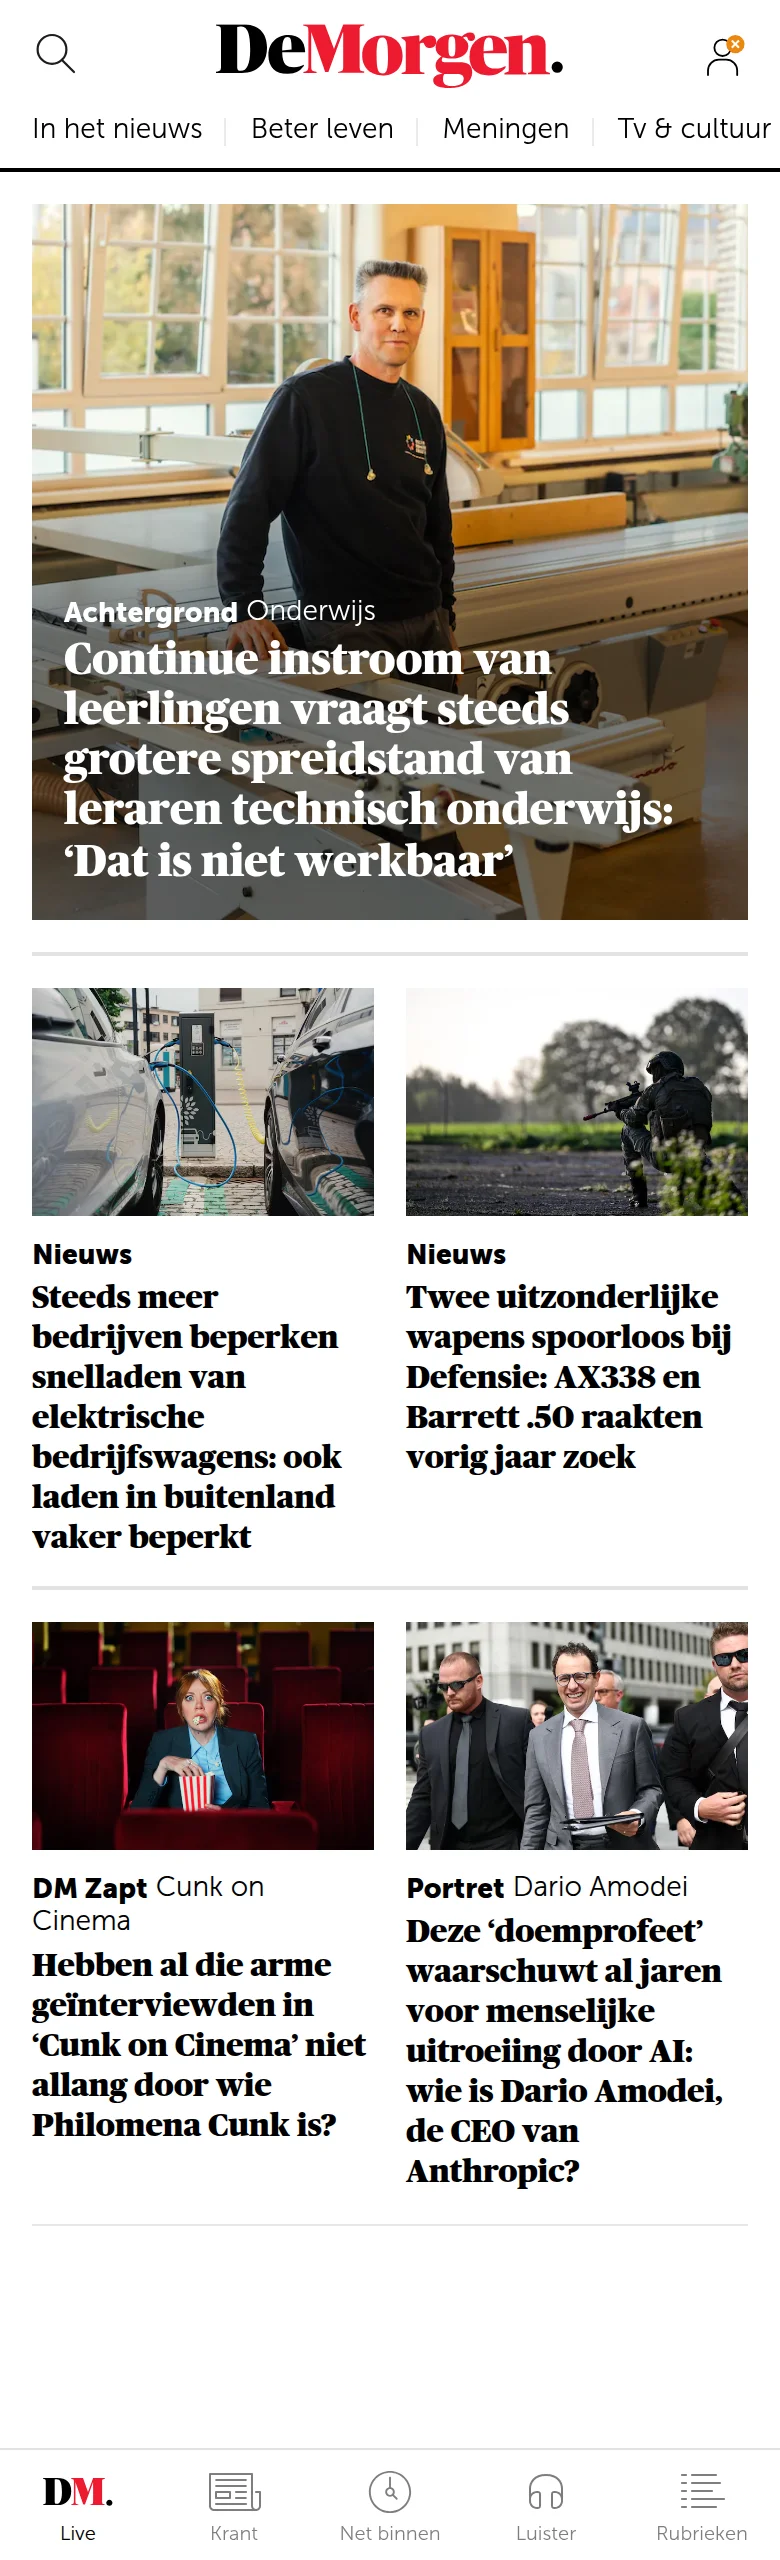 DeMorgen.
In het nieuws
Beter leven
Meningen
Tv & cultuur
Achtergrond Onderwijs
Continue instroom van
leerlingen vraagt steeds
grotere spreidstand van
leraren technisch onderwijs:
‘Dat is niet werkbaar’
Nieuws
Steeds meer
bedrijven beperken
snelladen van
elektrische
bedrijfswagens: ook
laden in buitenland
vaker beperkt
Nieuws
Twee uitzonderlijke
wapens spoorloos bij
Defensie: AX338 en
Barrett .50 raakten
vorig jaar zoek
DM Zapt Cunk on
Cinema
Hebben al die arme
geïnterviewden in
‘Cunk on Cinema’ niet
allang door wie
Philomena Cunk is?
Portret Dario Amodei
Deze ‘doemprofeet’
waarschuwt al jaren
voor menselijke
uitroeiing door AI:
wie is Dario Amodei,
de CEO van
Anthropic?
DM.
Live
Krant
Net binnen
Luister
Rubrieken